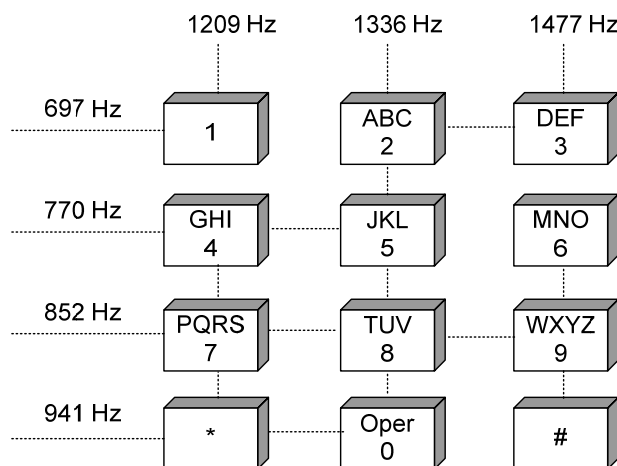 1209 Hz 1336 Hz 1477 Hz
697 Hz
1
ABC
2
DEF
3
770 Hz
GHI
4
JKL
5
MNO
6
852 Hz
PQRS
7
TUV
8
WXYZ
9
941 Hz
*
Oper
0
#